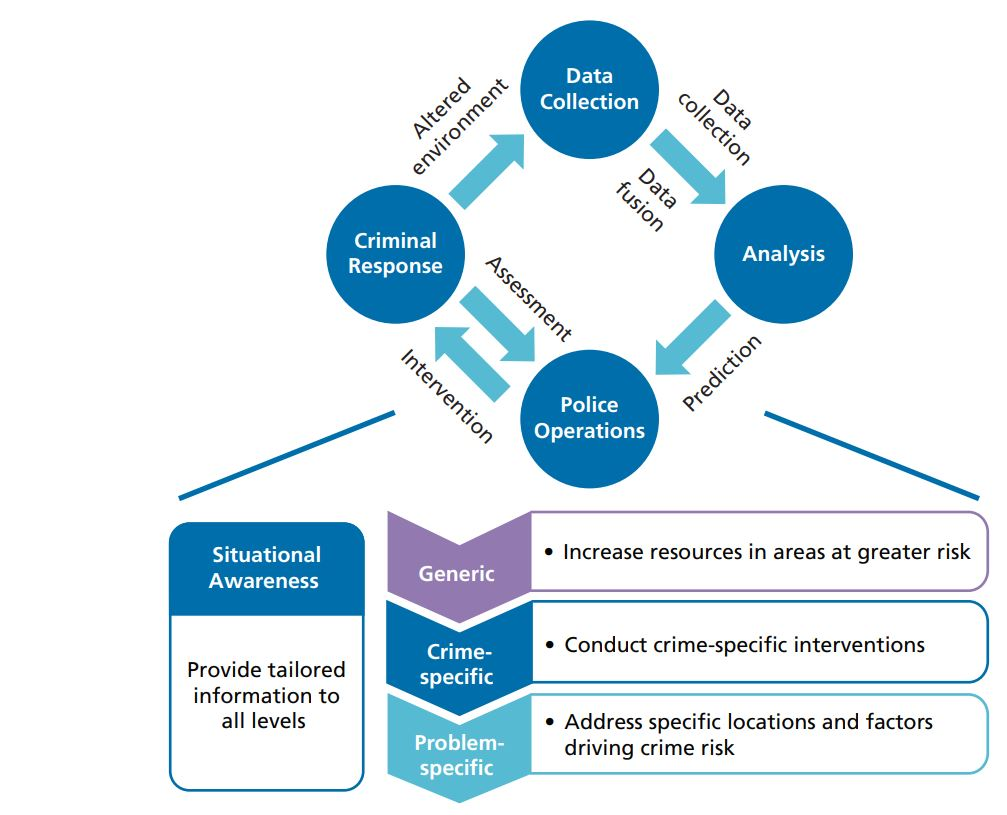 Data
Collection
Altered
environment
Data
collection
Data
fusion
Criminal
Response
Analysis
Assessment
Intervention
Prediction
Police
Operations
Situational
Awareness
Provide tailored
information to
all levels
Generic
• Increase resources in areas at greater risk
Crime-
specific
• Conduct crime-specific interventions
Problem-
specific
• Address specific locations and factors
driving crime risk